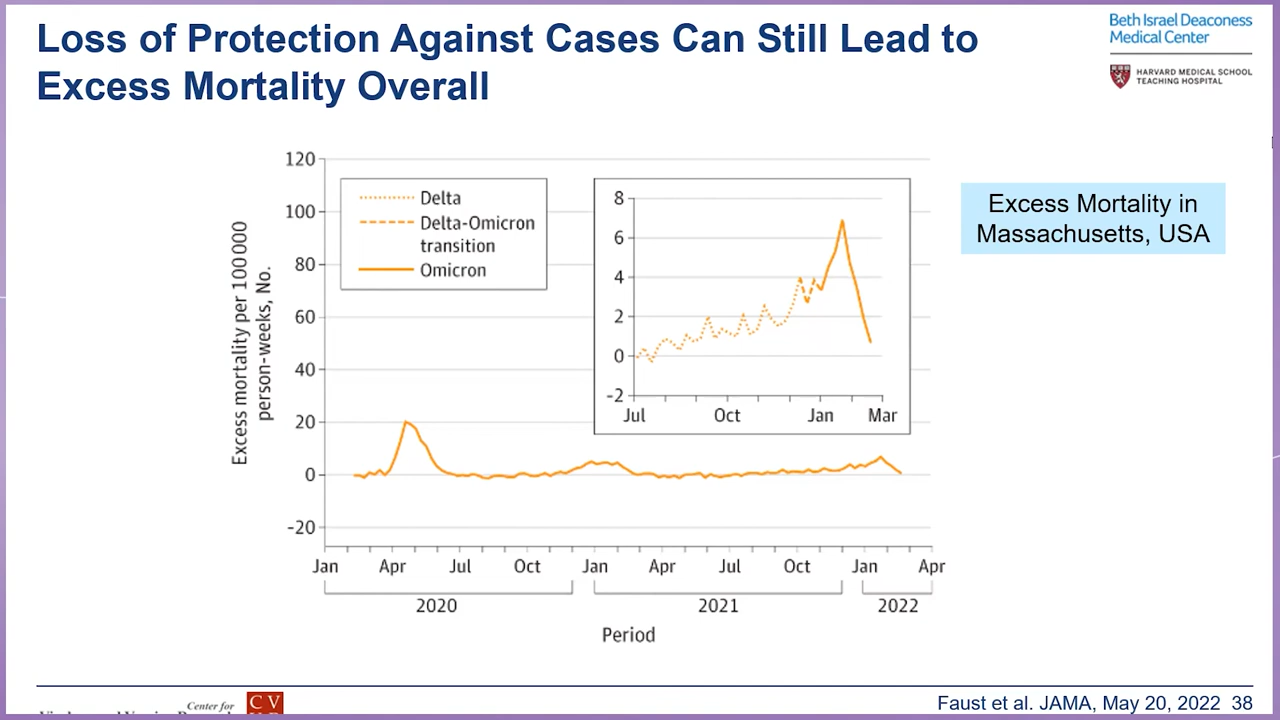 Loss of Protection Against Cases Can Still Lead to
Excess Mortality Overall
Beth Israel Deaconess
Medical Center
HARVARD MEDICAL SCHOOL
TEACHING HOSPITAL
Excess Mortality in
Massachusetts, USA
Excess mortality per 100 000
person-weeks, No.
120
100
80
60
40
20
0
-20
Delta
Delta-Omicron
transition
Omicron
8
6
4
2
0
-2
Jul Oct Jan Mar
Jan Apr Jul Oct Jan Apr Jul Oct Jan Apr
2020 2021 2022
Period
Center for
C V
Faust et al. JAMA, May 20, 2022 38